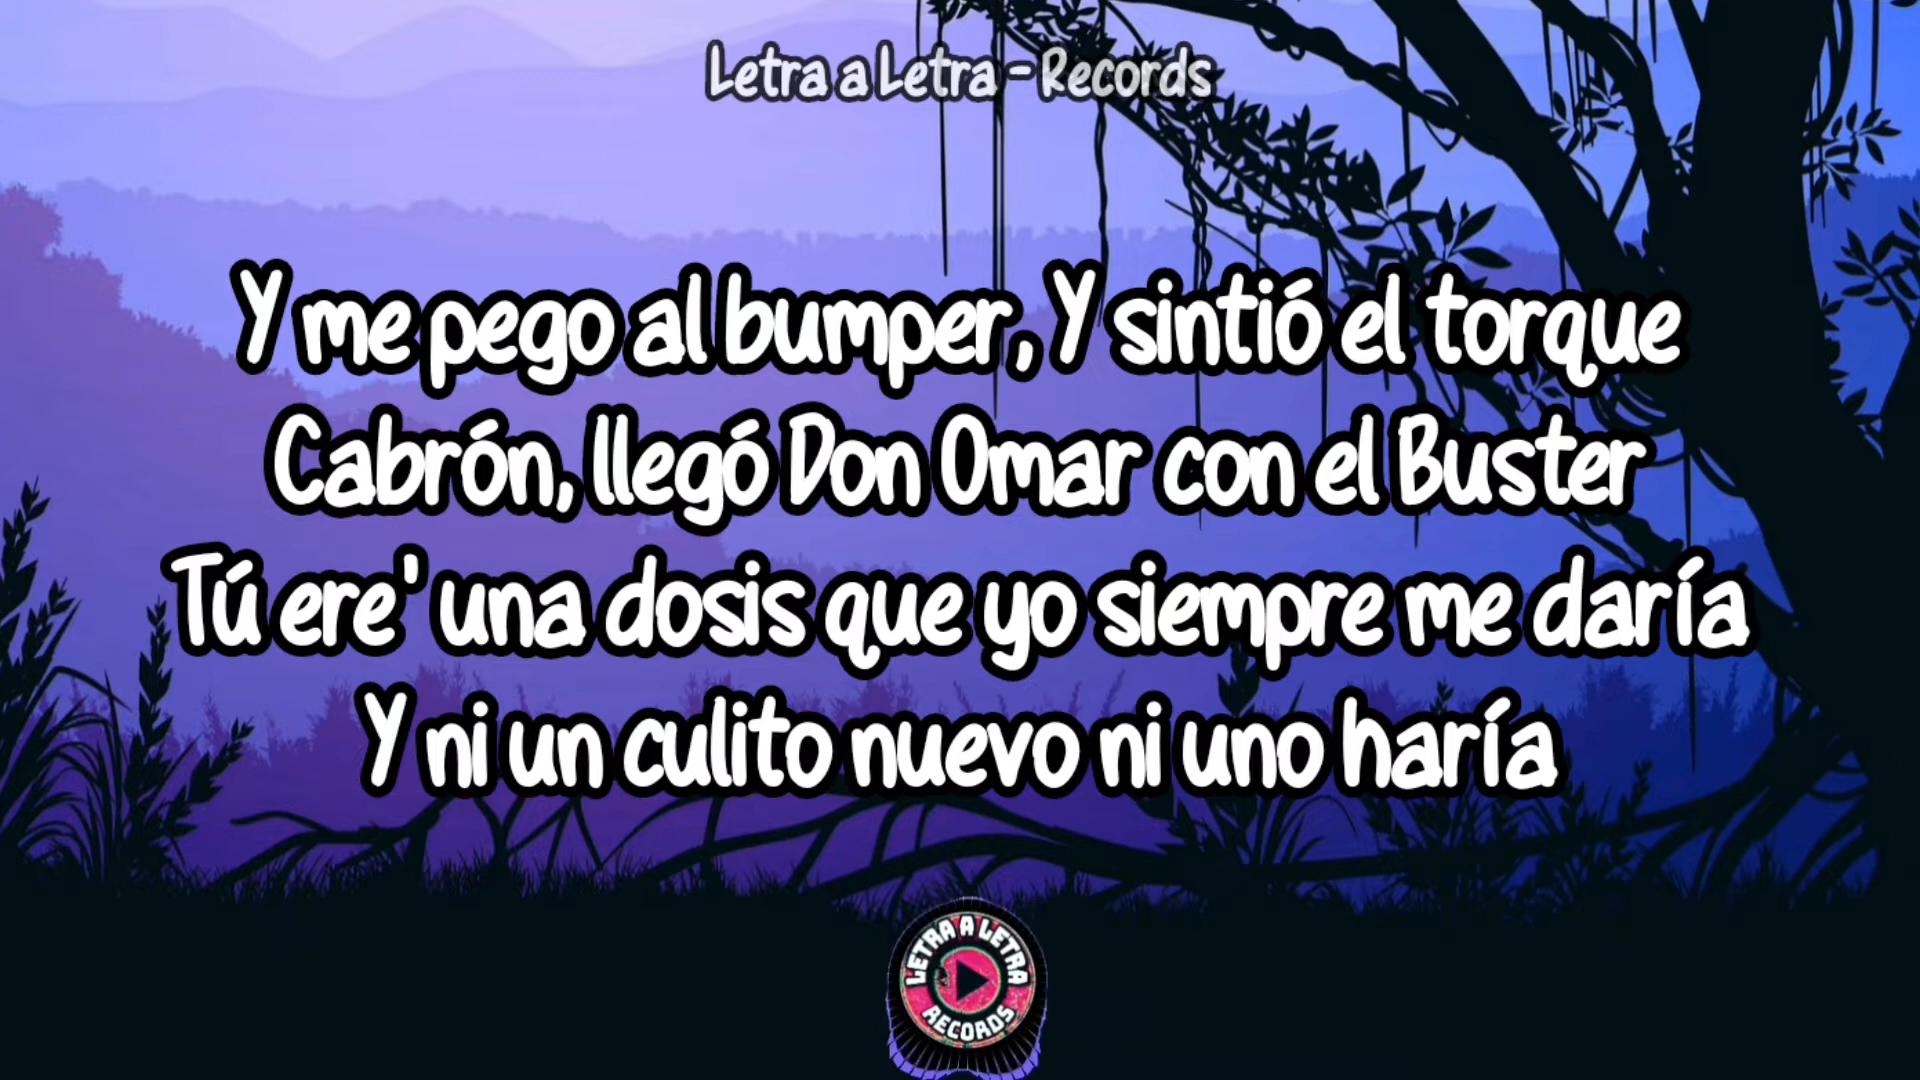 Letra a Letra - Records
Y me pego al bumper, Y sintió el torque
Cabrón, llegó Don Omar con el Buster
Tú ere' una dosis que yo siempre me daría
Y ni un culito nuevo ni uno haría
LETRA A LETRA
RECORDS